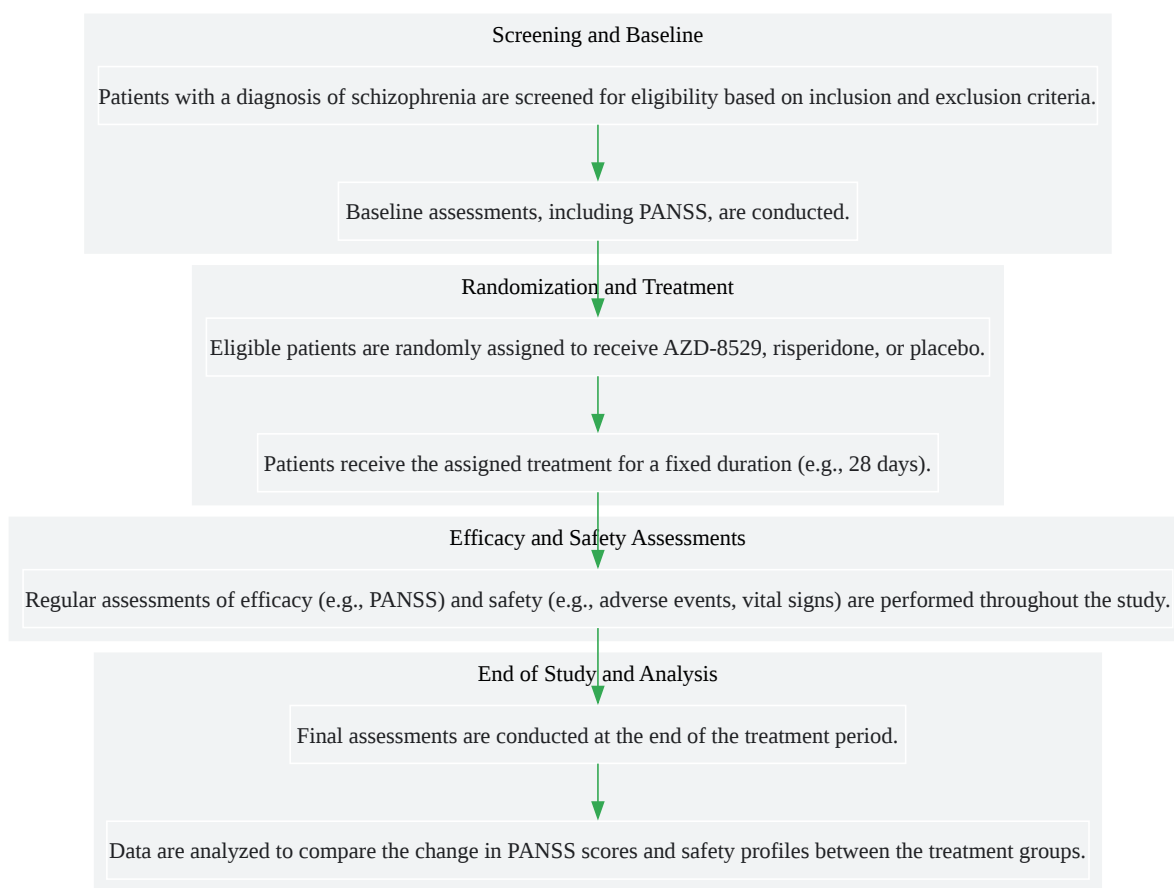 Screening and Baseline
Patients with a diagnosis of schizophrenia are screened for eligibility based on inclusion and exclusion criteria.
Baseline assessments, including PANSS, are conducted.
Randomization and Treatment
Eligible patients are randomly assigned to receive AZD-8529, risperidone, or placebo.
Patients receive the assigned treatment for a fixed duration (e.g., 28 days).
Efficacy and Safety Assessments
Regular assessments of efficacy (e.g., PANSS) and safety (e.g., adverse events, vital signs) are performed throughout the study.
End of Study and Analysis
Final assessments are conducted at the end of the treatment period.
Data are analyzed to compare the change in PANSS scores and safety profiles between the treatment groups.